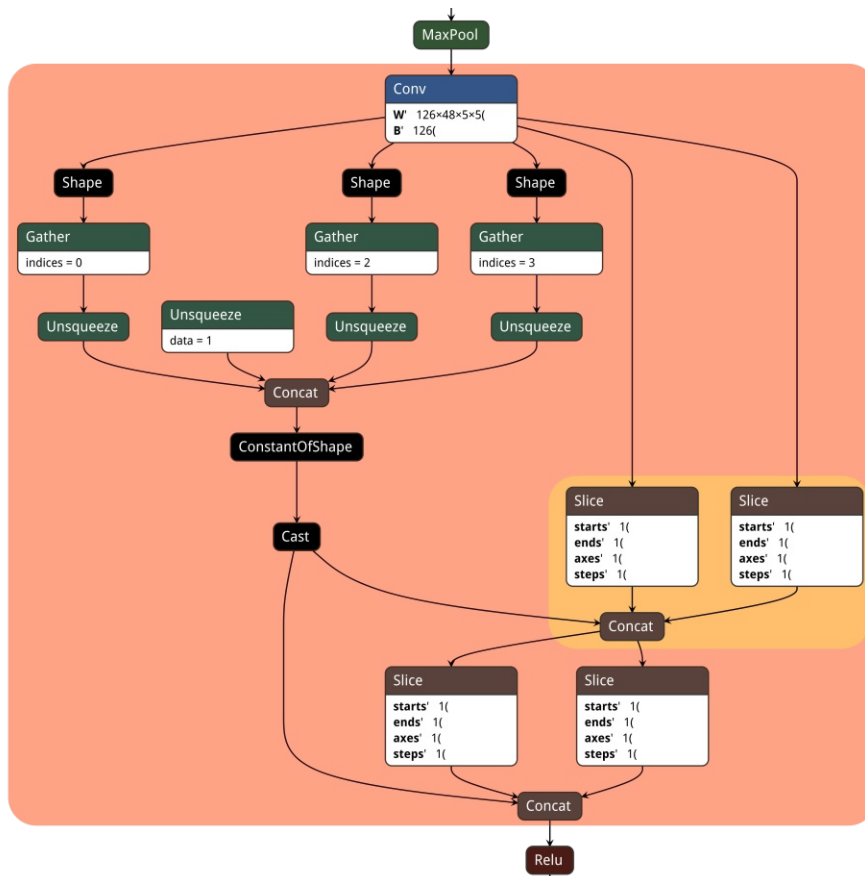 MaxPool
Conv
W' 126×48×5×5(
B' 126(
Shape
Shape
Shape
Gather
indices = 0
Gather
indices = 2
Gather
indices = 3
Unsqueeze
Unsqueeze
data = 1
Unsqueeze
Unsqueeze
Concat
ConstantOfShape
Cast
Slice
starts' 1(
ends' 1(
axes' 1(
steps' 1(
Slice
starts' 1(
ends' 1(
axes' 1(
steps' 1(
Concat
Slice
starts' 1(
ends' 1(
axes' 1(
steps' 1(
Slice
starts' 1(
ends' 1(
axes' 1(
steps' 1(
Concat
Relu